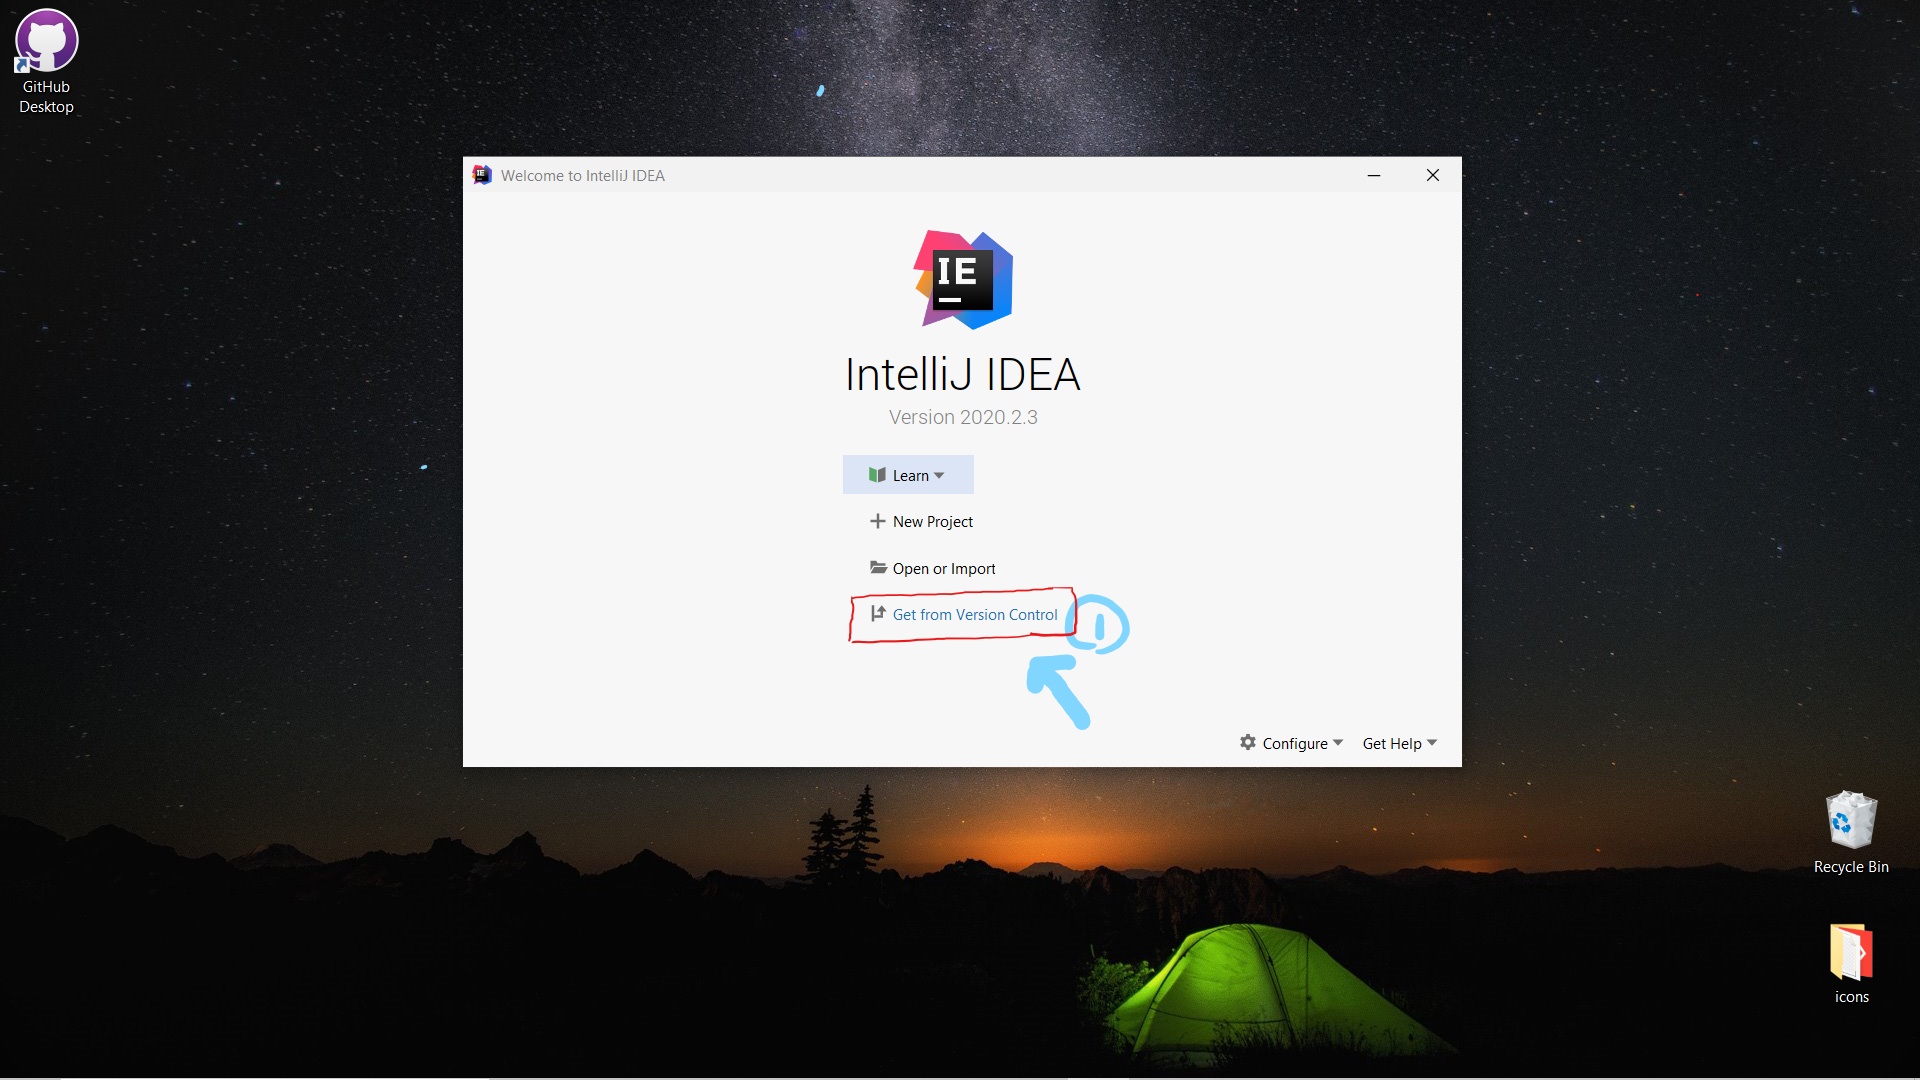 GitHub
Desktop
Welcome to IntelliJ IDEA
IE
IntelliJ IDEA
Version 2020.2.3
Learn
New Project
Open or Import
Get from Version Control
1
Configure
Get Help
Recycle Bin
icons